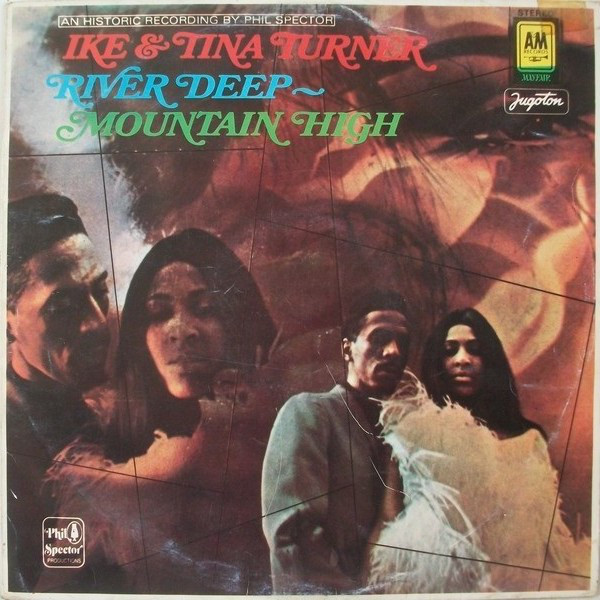 AN HISTORIC RECORDING BY PHIL SPECTOR
IKE & TINA TURNER
RIVER DEEP~
MOUNTAIN HIGH
STEREO
AM
RECORDS
Jugoton
Phil
Spector
PRODUCTIONS